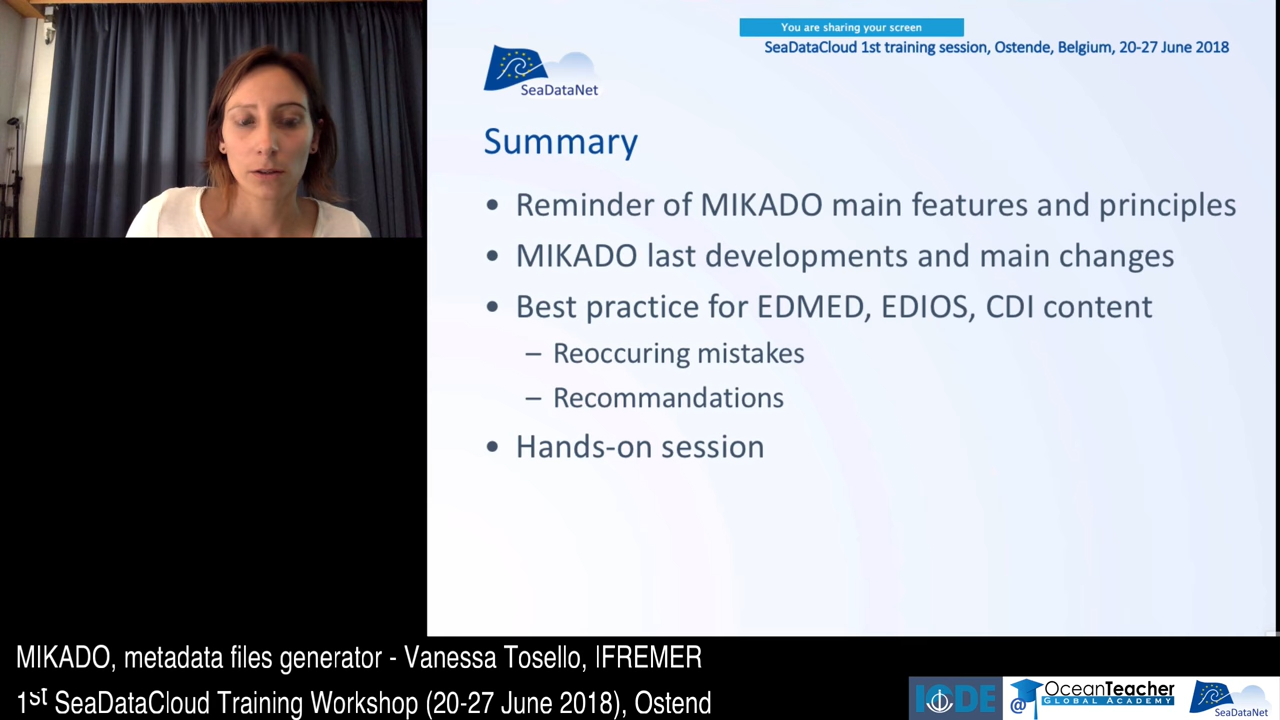 You are sharing your screen
SeaDataCloud 1st training session, Ostende, Belgium, 20-27 June 2018
SeaDataNet
Summary
• Reminder of MIKADO main features and principles
• MIKADO last developments and main changes
• Best practice for EDMED, EDIOS, CDI content
– Reoccuring mistakes
– Recommandations
• Hands-on session
MIKADO, metadata files generator - Vanessa Tosello, IFREMER
1st SeaDataCloud Training Workshop (20-27 June 2018), Ostend
IODE
@ OceanTeacher
GLOBAL ACADEMY
SeaDataNet